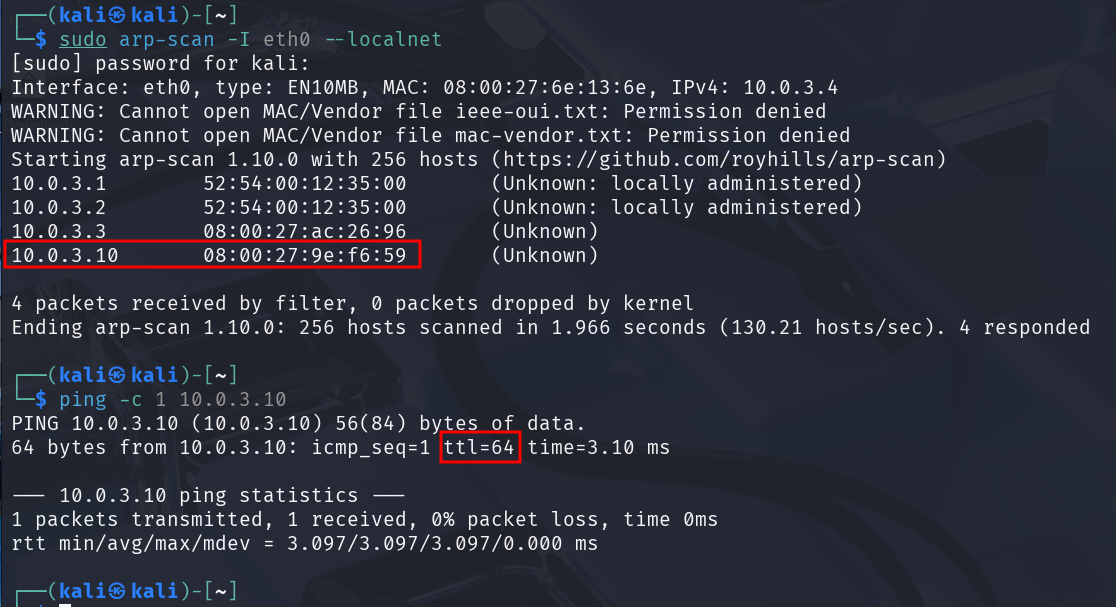 ┌──(kali㉿kali)-[~]
└─$ sudo arp-scan -I eth0 --localnet
[sudo] password for kali:
Interface: eth0, type: EN10MB, MAC: 08:00:27:6e:13:6e, IPv4: 10.0.3.4
WARNING: Cannot open MAC/Vendor file ieee-oui.txt: Permission denied
WARNING: Cannot open MAC/Vendor file mac-vendor.txt: Permission denied
Starting arp-scan 1.10.0 with 256 hosts (https://github.com/royhills/arp-scan)
10.0.3.1 52:54:00:12:35:00 (Unknown: locally administered)
10.0.3.2 52:54:00:12:35:00 (Unknown: locally administered)
10.0.3.3 08:00:27:ac:26:96 (Unknown)
10.0.3.10 08:00:27:9e:f6:59 (Unknown)
4 packets received by filter, 0 packets dropped by kernel
Ending arp-scan 1.10.0: 256 hosts scanned in 1.966 seconds (130.21 hosts/sec). 4 responded
┌──(kali㉿kali)-[~]
└─$ ping -c 1 10.0.3.10
PING 10.0.3.10 (10.0.3.10) 56(84) bytes of data.
64 bytes from 10.0.3.10: icmp_seq=1 ttl=64 time=3.10 ms
--- 10.0.3.10 ping statistics ---
1 packets transmitted, 1 received, 0% packet loss, time 0ms
rtt min/avg/max/mdev = 3.097/3.097/3.097/0.000 ms
┌──(kali㉿kali)-[~]